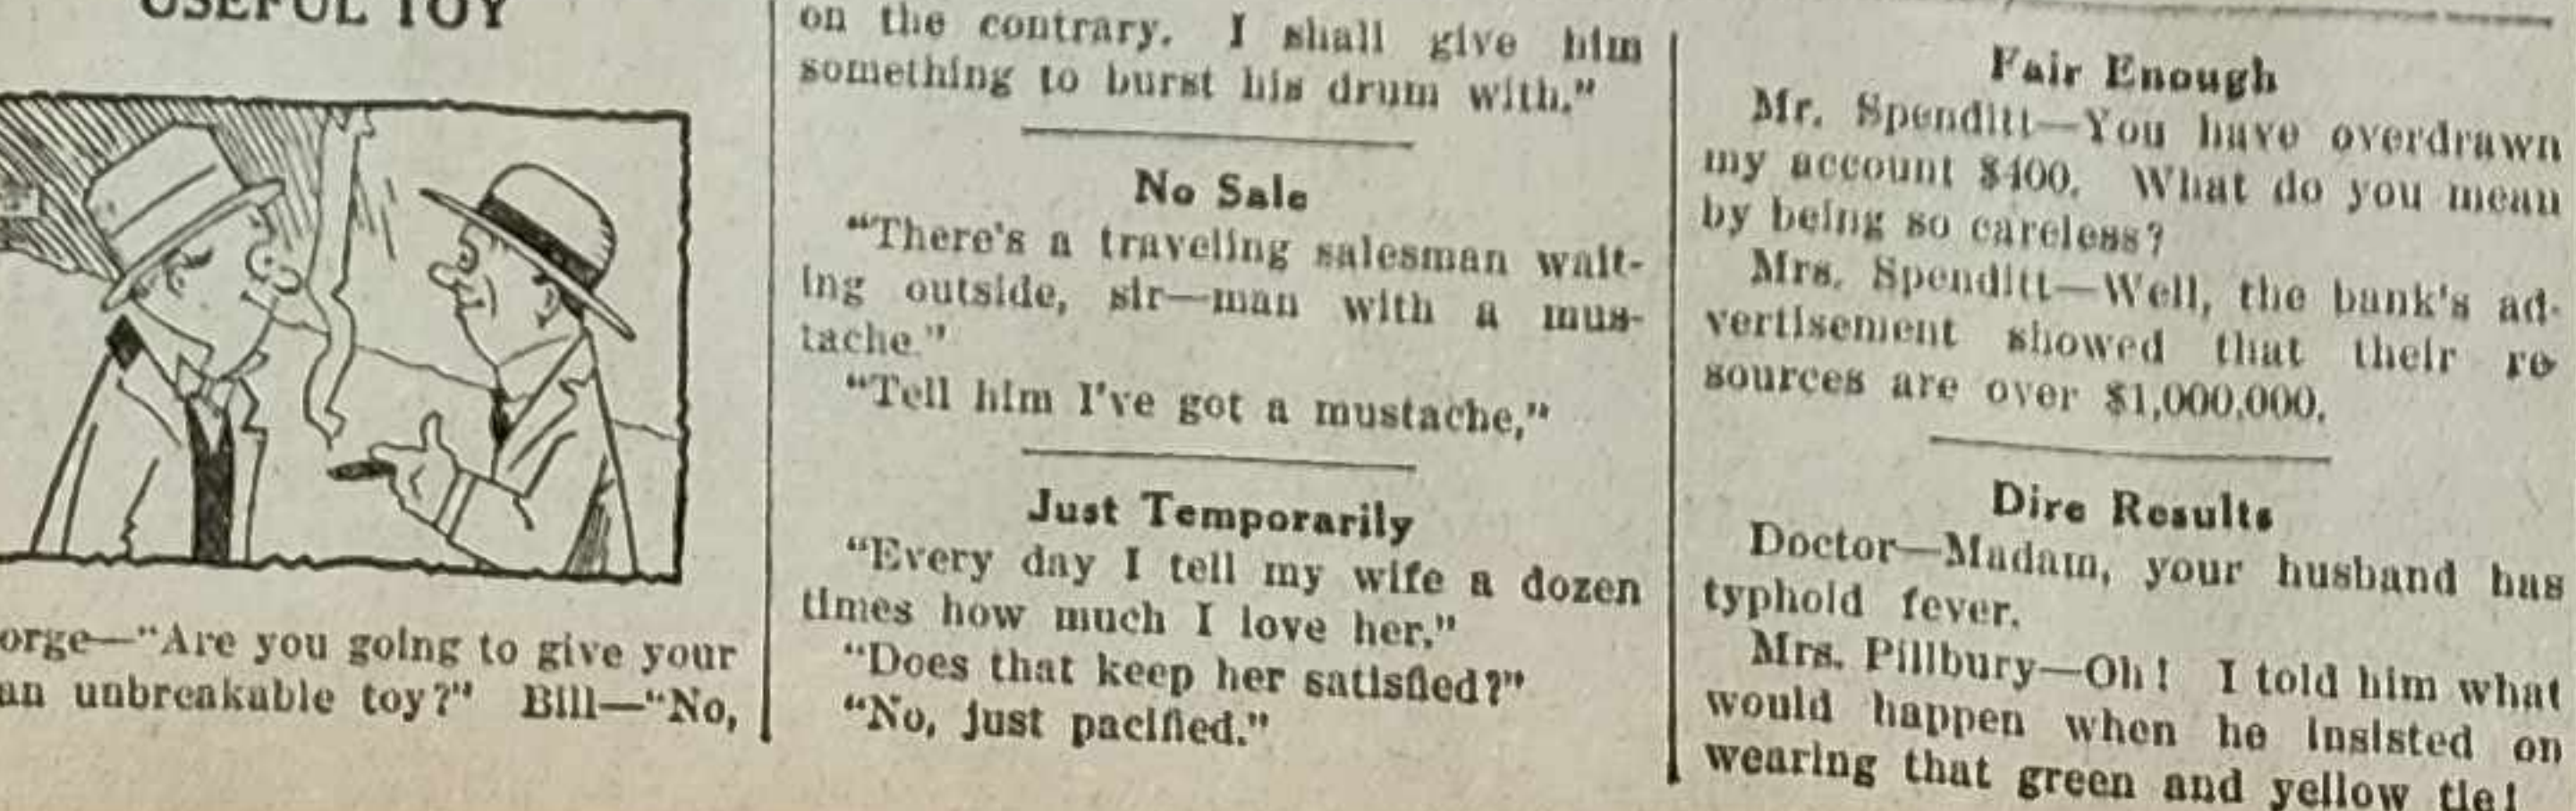 USEFUL TOY
orge—"Are you going to give your
an unbreakable toy?" Bill—"No,
on the contrary. I shall give him
something to burst his drum with."
No Sale
"There's a traveling salesman wait-
ing outside, sir—man with a mus-
tache."
"Tell him I've got a mustache,"
Just Temporarily
"Every day I tell my wife a dozen
times how much I love her."
"Does that keep her satisfied?"
"No, just pacified."
Fair Enough
Mr. Spenditt—You have overdrawn
my account $400. What do you mean
by being so careless?
Mrs. Spenditt—Well, the bank's ad-
vertisement showed that their re-
sources are over $1,000,000.
Dire Results
Doctor—Madam, your husband has
typhoid fever.
Mrs. Pillbury—Oh! I told him what
would happen when he insisted on
wearing that green and yellow tie!